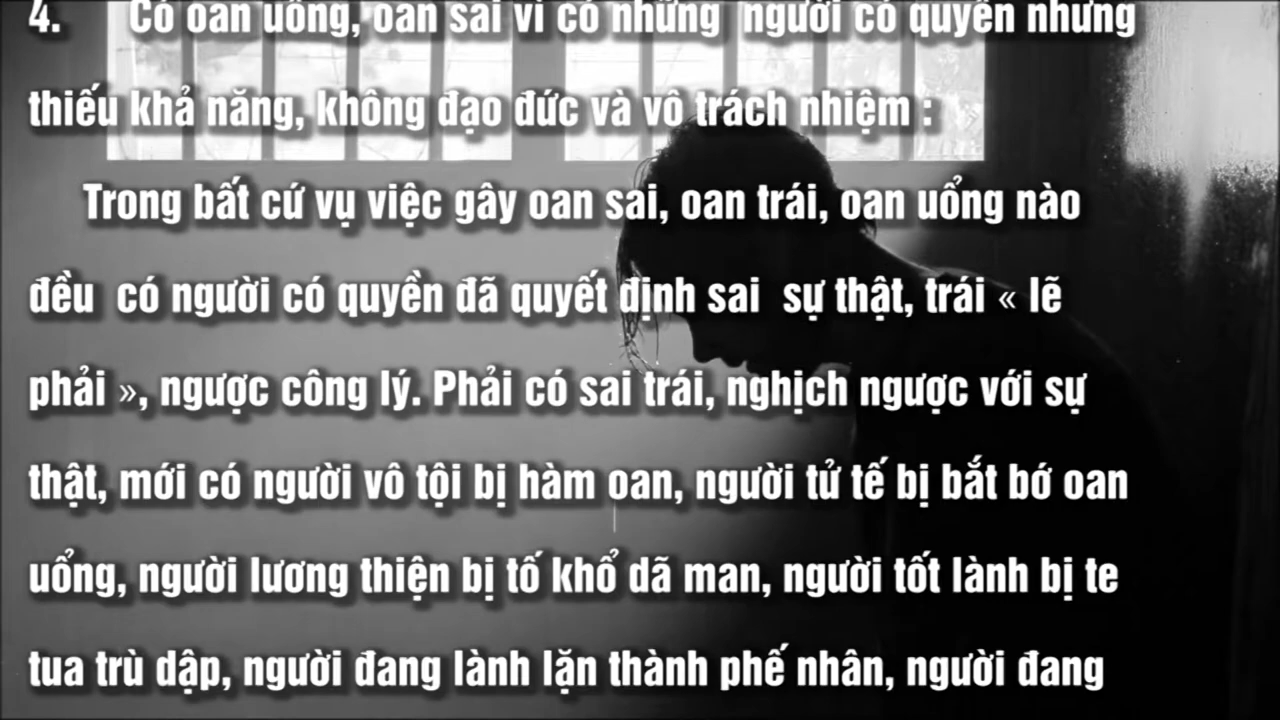 4. Có oan uổng, oan sai vì có những người có quyền nhưng
thiếu khả năng, không đạo đức và vô trách nhiệm :
Trong bất cứ vụ việc gây oan sai, oan trái, oan uổng nào
đều có người có quyền đã quyết định sai sự thật, trái « lẽ
phải », ngược công lý. Phải có sai trái, nghịch ngược với sự
thật, mới có người vô tội bị hàm oan, người tử tế bị bắt bớ oan
uổng, người lương thiện bị tố khổ dã man, người tốt lành bị te
tua trù dập, người đang lành lặn thành phế nhân, người đang